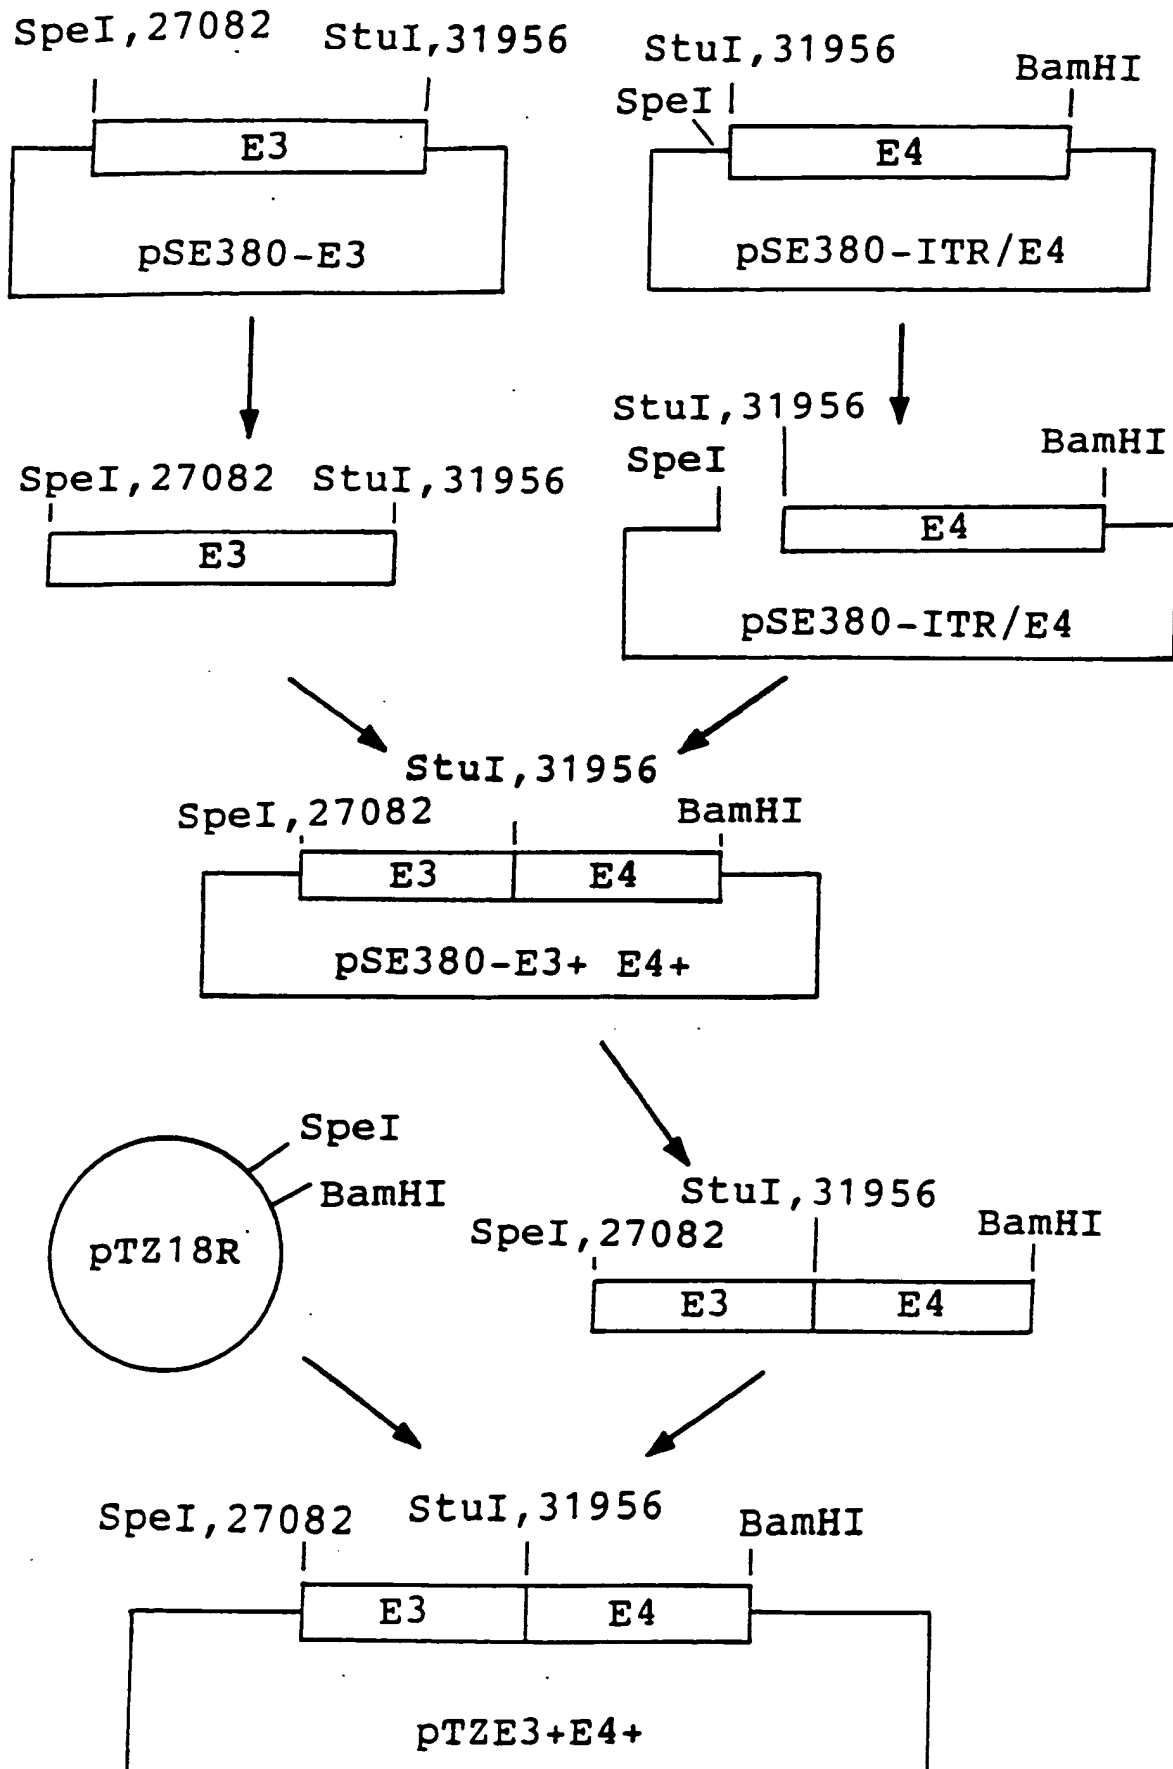 SpeI,27082
StuI,31956
E3
pSE380-E3
StuI,31956
SpeI
BamHI
E4
pSE380-ITR/E4
SpeI,27082
StuI,31956
E3
StuI,31956
SpeI
BamHI
E4
pSE380-ITR/E4
StuI,31956
SpeI,27082
BamHI
E3
E4
pSE380-E3+ E4+
SpeI
BamHI
pTZ18R
StuI,31956
SpeI,27082
BamHI
E3
E4
SpeI,27082
StuI,31956
BamHI
E3
E4
pTZE3+E4+